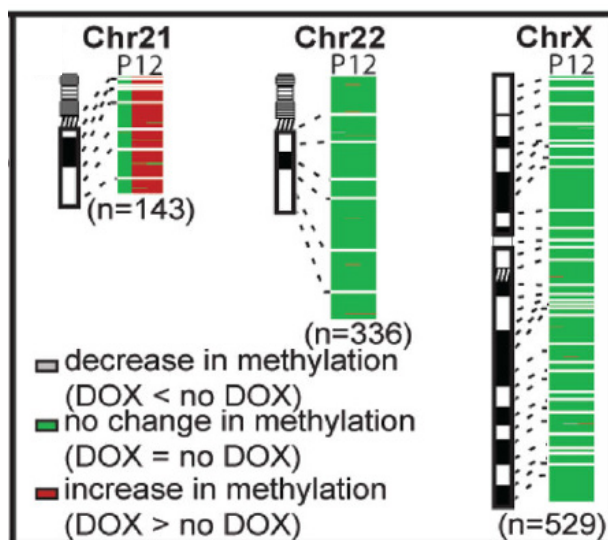 Chr21
Chr22
ChrX
P12
P12
P12
(n=143)
(n=336)
(n=529)
decrease in methylation
(DOX < no DOX)
no change in methylation
(DOX = no DOX)
increase in methylation
(DOX > no DOX)